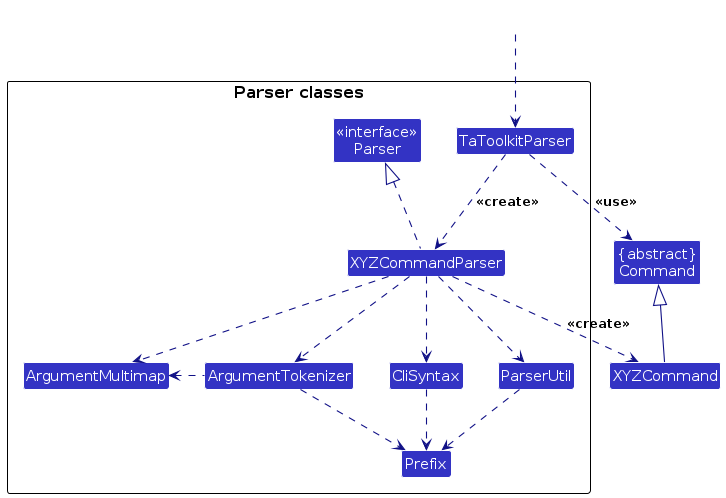 Parser classes
«interface»
Parser
TaToolkitParser
«create»
«use»
XYZCommandParser
{abstract}
Command
«create»
ArgumentMultimap
ArgumentTokenizer
CliSyntax
ParserUtil
XYZCommand
Prefix